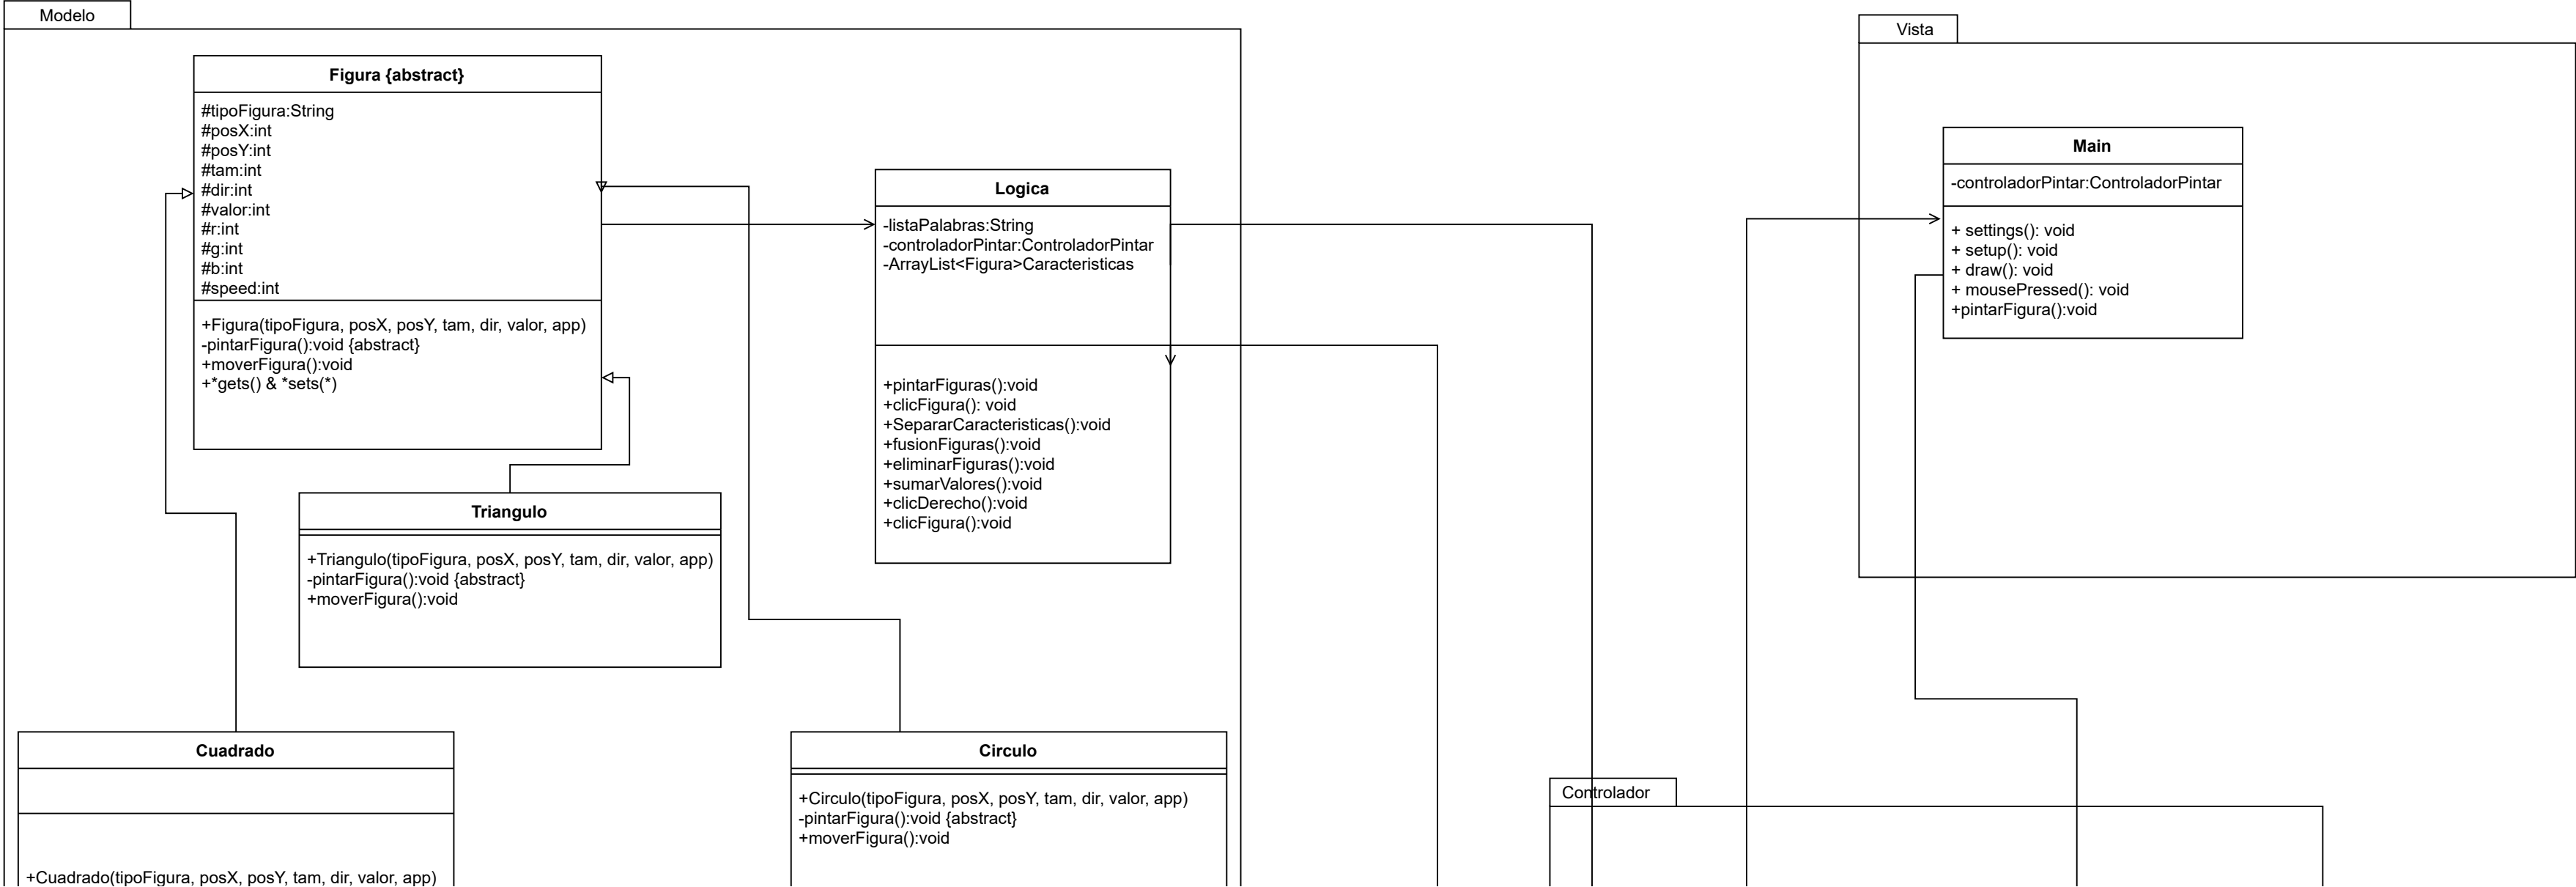 Modelo
Figura {abstract}
#tipoFigura:String
#posX:int
#posY:int
#tam:int
#dir:int
#valor:int
#r:int
#g:int
#b:int
#speed:int
+Figura(tipoFigura, posX, posY, tam, dir, valor, app)
-pintarFigura():void {abstract}
+moverFigura():void
+*gets() & *sets(*)
Logica
-listaPalabras:String
-controladorPintar:ControladorPintar
-ArrayList<Figura>Caracteristicas
+pintarFiguras():void
+clicFigura(): void
+SepararCaracteristicas():void
+fusionFiguras():void
+eliminarFiguras():void
+sumarValores():void
+clicDerecho():void
+clicFigura():void
Triangulo
+Triangulo(tipoFigura, posX, posY, tam, dir, valor, app)
-pintarFigura():void {abstract}
+moverFigura():void
Cuadrado
+Cuadrado(tipoFigura, posX, posY, tam, dir, valor, app)
Circulo
+Circulo(tipoFigura, posX, posY, tam, dir, valor, app)
-pintarFigura():void {abstract}
+moverFigura():void
Vista
Main
-controladorPintar:ControladorPintar
+ settings(): void
+ setup(): void
+ draw(): void
+ mousePressed(): void
+pintarFigura():void
Controlador